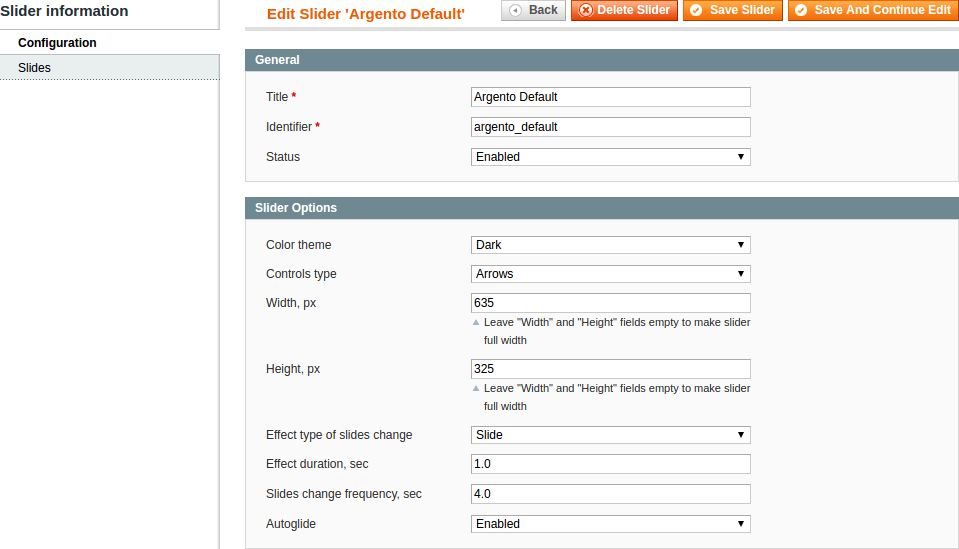 Slider information
Configuration
Slides
Edit Slider 'Argento Default'
Back
Delete Slider
Save Slider
Save And Continue Edit
General
Title *
Argento Default
Identifier *
argento_default
Status
Enabled
Slider Options
Color theme
Dark
Controls type
Arrows
Width, px
635
Leave "Width" and "Height" fields empty to make slider
full width
Height, px
325
Leave "Width" and "Height" fields empty to make slider
full width
Effect type of slides change
Slide
Effect duration, sec
1.0
Slides change frequency, sec
4.0
Autoglide
Enabled